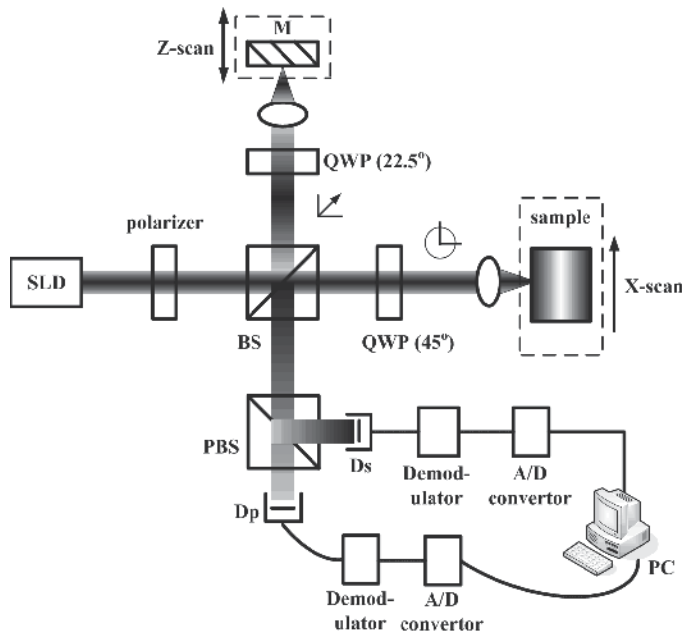 M
Z-scan
QWP (22.5°)
polarizer
sample
SLD
X-scan
BS
QWP (45°)
PBS
Ds
Demod-
ulator
A/D
convertor
Dp
PC
Demod-
ulator
A/D
convertor